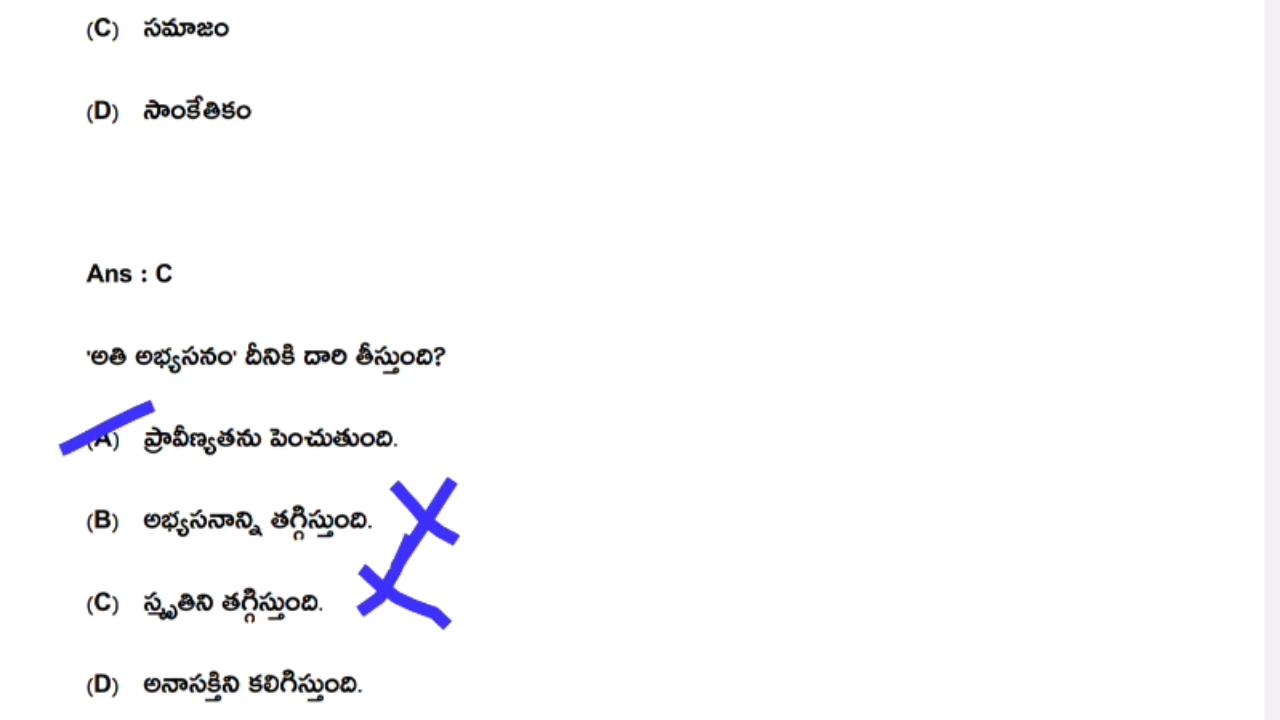 (C) సమాజం
(D) సాంకేతికం
Ans : C
'అతి అభ్యసనం' దీనికి దారి తీస్తుంది?
(A) ప్రావీణ్యతను పెంచుతుంది.
(B) అభ్యసనాన్ని తగ్గిస్తుంది.
(C) స్మృతిని తగ్గిస్తుంది.
(D) అనాసక్తిని కలిగిస్తుంది.